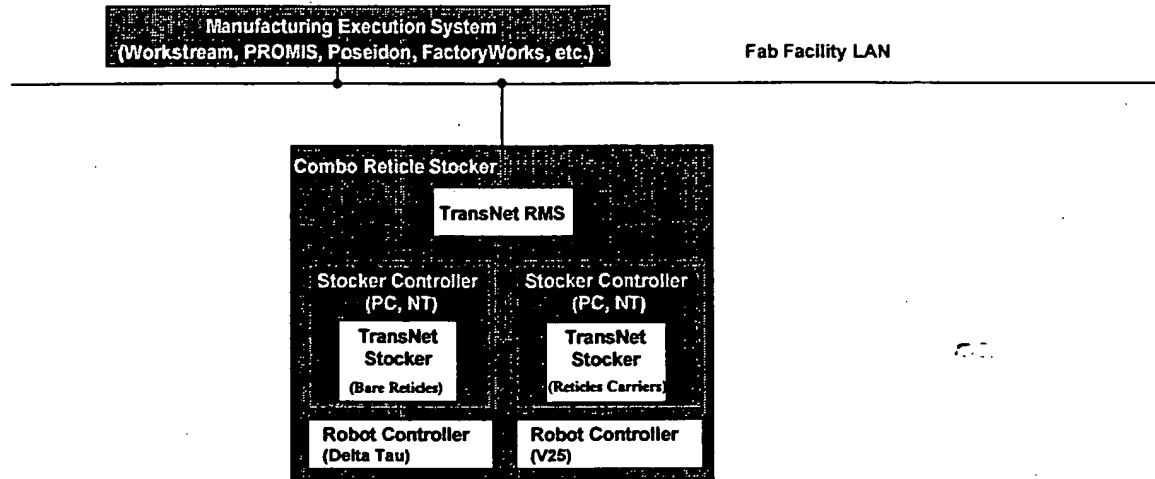 Manufacturing Execution System
(Workstream, PROMIS, Poseidon, FactoryWorks, etc.)
Fab Facility LAN
Combo Reticle Stocker
TransNet RMS
Stocker Controller
(PC, NT)
TransNet
Stocker
(Bare Reticles)
Robot Controller
(Delta Tau)
Stocker Controller
(PC, NT)
TransNet
Stocker
(Reticles Carriers)
Robot Controller
(V25)